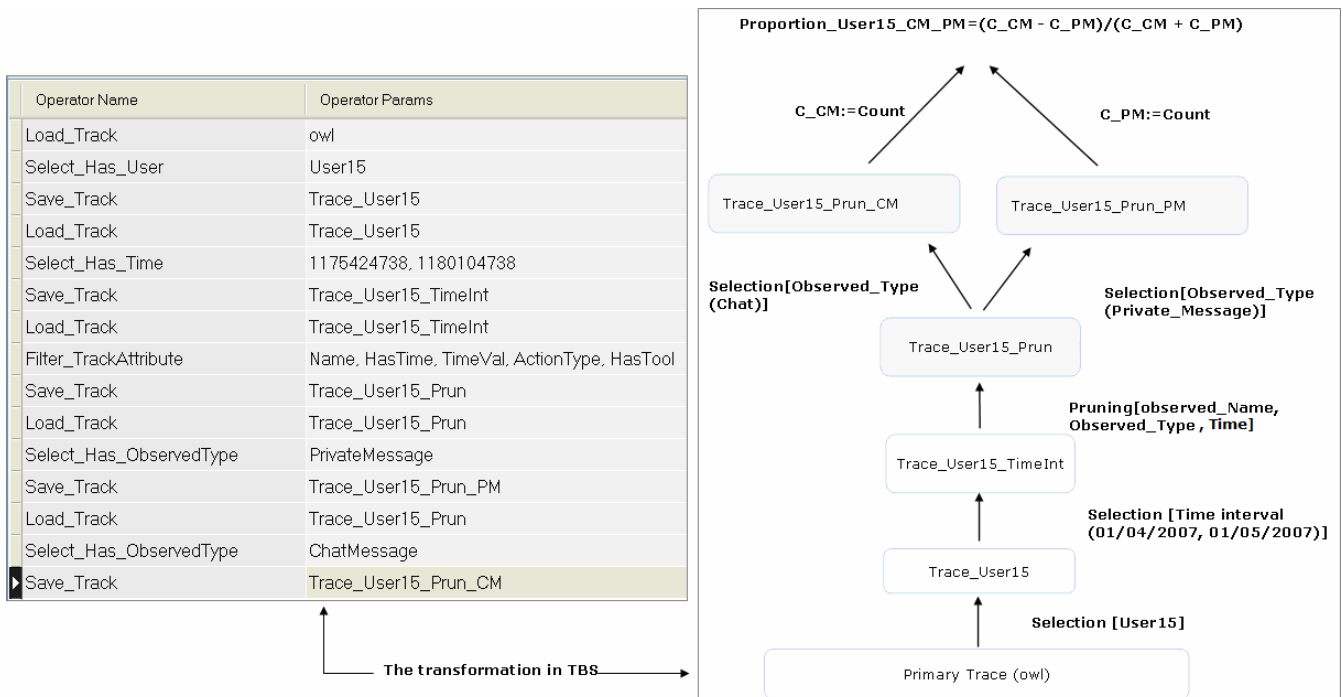 Operator Name Operator Params
Load_Track owl
Select_Has_User User15
Save_Track Trace_User15
Load_Track Trace_User15
Select_Has_Time 1175424738, 1180104738
Save_Track Trace_User15_TimeInt
Load_Track Trace_User15_TimeInt
Filter_TrackAttribute Name, HasTime, TimeVal, ActionType, HasTool
Save_Track Trace_User15_Prun
Load_Track Trace_User15_Prun
Select_Has_ObservedType PrivateMessage
Save_Track Trace_User15_Prun_PM
Load_Track Trace_User15_Prun
Select_Has_ObservedType ChatMessage
Save_Track Trace_User15_Prun_CM
The transformation in TBS
Proportion_User15_CM_PM=(C_CM - C_PM)/(C_CM + C_PM)
C_CM:=Count
C_PM:=Count
Trace_User15_Prun_CM
Trace_User15_Prun_PM
Selection[Observed_Type
(Chat)]
Selection[Observed_Type
(Private_Message)]
Trace_User15_Prun
Pruning[observed_Name,
Observed_Type , Time]
Trace_User15_TimeInt
Selection [Time interval
(01/04/2007, 01/05/2007)]
Trace_User15
Selection [User15]
Primary Trace (owl)